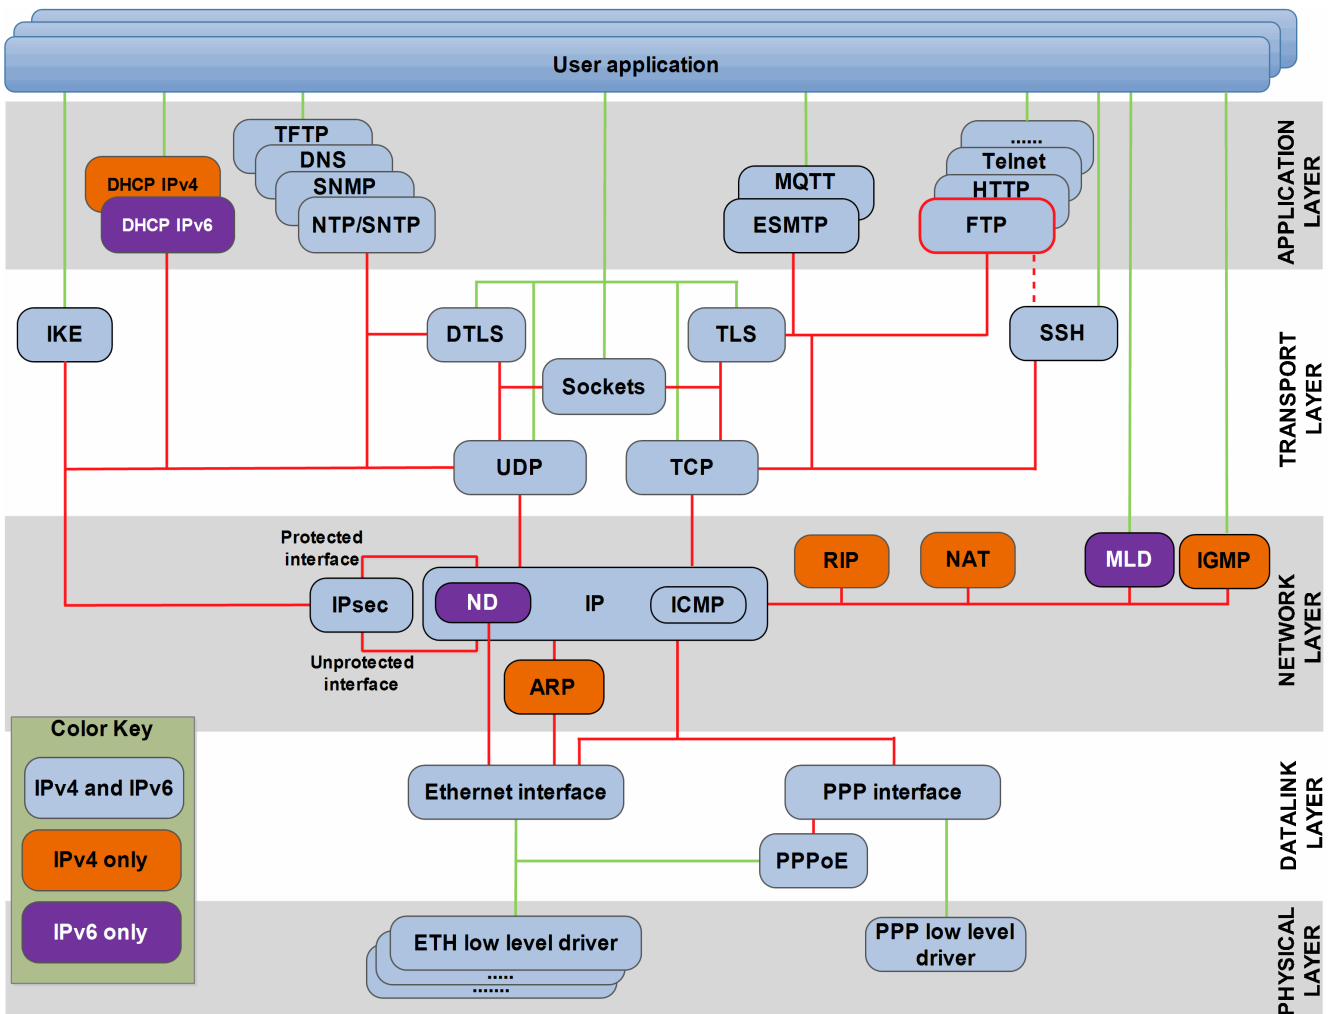 User application
TFTP
DNS
SNMP
NTP/SNTP
DHCP IPv4
DHCP IPv6
MQTT
ESMTP
......
Telnet
HTTP
FTP
APPLICATION
LAYER
IKE
DTLS
TLS
SSH
Sockets
UDP
TCP
TRANSPORT
LAYER
Protected
interface
IPsec
Unprotected
interface
ND
IP
ICMP
RIP
NAT
MLD
IGMP
ARP
NETWORK
LAYER
Color Key
IPv4 and IPv6
IPv4 only
IPv6 only
Ethernet interface
PPP interface
PPPoE
DATALINK
LAYER
ETH low level driver
.....
.......
PPP low level
driver
PHYSICAL
LAYER